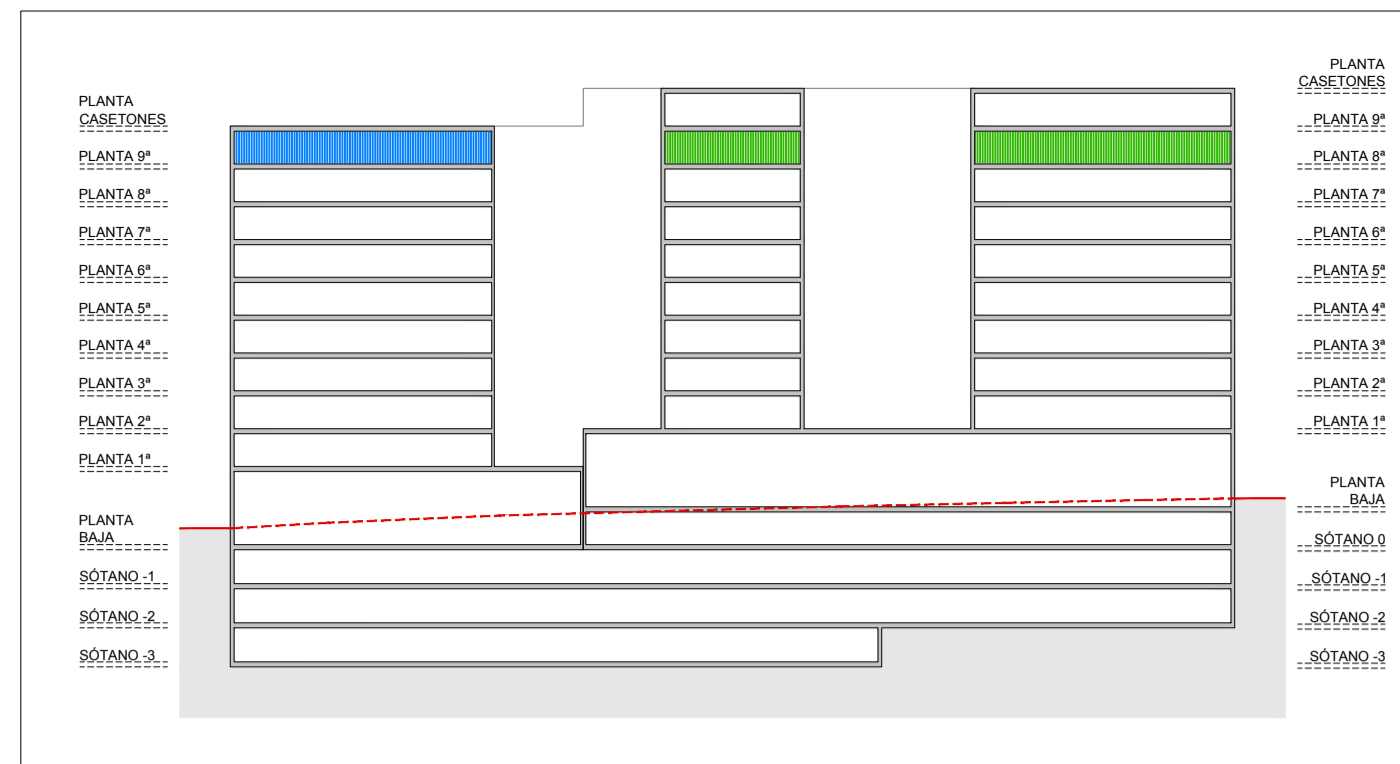 PLANTA
CASETONES
PLANTA 9ª
PLANTA 8ª
PLANTA 7ª
PLANTA 6ª
PLANTA 5ª
PLANTA 4ª
PLANTA 3ª
PLANTA 2ª
PLANTA 1ª
PLANTA
BAJA
SÓTANO -1
SÓTANO -2
SÓTANO -3
PLANTA
CASETONES
PLANTA 9ª
PLANTA 8ª
PLANTA 7ª
PLANTA 6ª
PLANTA 5ª
PLANTA 4ª
PLANTA 3ª
PLANTA 2ª
PLANTA 1ª
PLANTA
BAJA
SÓTANO 0
SÓTANO -1
SÓTANO -2
SÓTANO -3